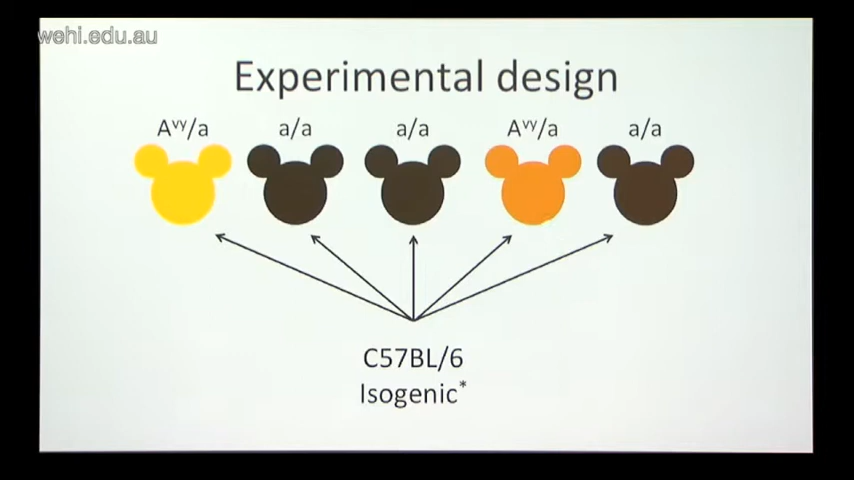 wehi.edu.au
Experimental design
Aᵛʸ/a a/a a/a Aᵛʸ/a a/a
C57BL/6
Isogenic*